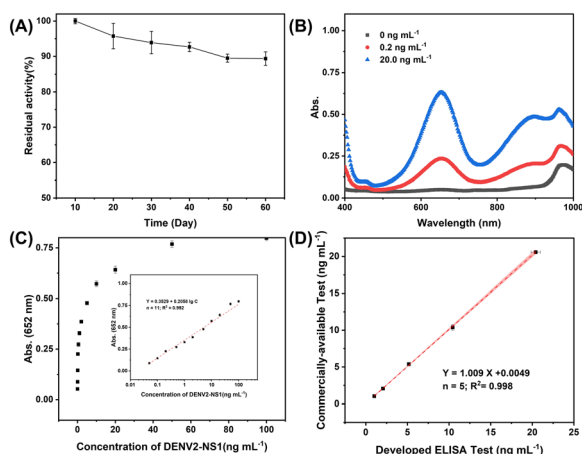 (A)
100
90
80
70
60
50
Residual activity(%)
10 20 30 40 50 60
Time (Day)
(B)
1.00
0.75
0.50
0.25
0.00
Abs.
0 ng mL⁻¹
0.2 ng mL⁻¹
20.0 ng mL⁻¹
400 500 600 700 800 900 1000
Wavelength (nm)
(C)
0.75
0.50
0.25
0.00
Abs. (652 nm)
0 20 40 60 80 100
Concentration of DENV2-NS1(ng mL⁻¹)
1.00
0.75
0.50
0.25
0.00
Abs. (652 nm)
Y = 0.3529 + 0.2058 lg C
n = 11; R² = 0.992
0.01 0.1 1 10 100
Concentration of DENV2-NS1(ng mL⁻¹)
(D)
20
15
10
5
0
Commercially-available Test (ng mL⁻¹)
Y = 1.009 X +0.0049
n = 5; R²= 0.998
0 5 10 15 20 25
Developed ELISA Test (ng mL⁻¹)